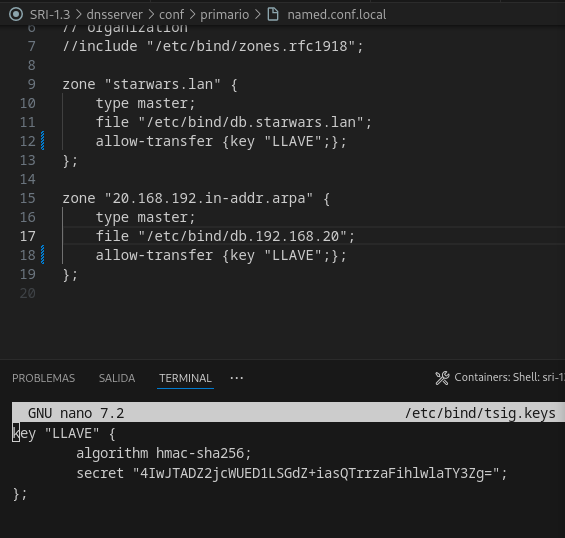 SRI-1.3 > dnsserver > conf > primario > named.conf.local
6 // organization
7 //include "/etc/bind/zones.rfc1918";
8
9 zone "starwars.lan" {
10 type master;
11 file "/etc/bind/db.starwars.lan";
12 allow-transfer {key "LLAVE";};
13 };
14
15 zone "20.168.192.in-addr.arpa" {
16 type master;
17 file "/etc/bind/db.192.168.20";
18 allow-transfer {key "LLAVE";};
19 };
20
PROBLEMAS SALIDA TERMINAL ··· Containers: Shell: sri-1.
GNU nano 7.2 /etc/bind/tsig.keys
key "LLAVE" {
algorithm hmac-sha256;
secret "4IwJTADZ2jcWUED1LSGdZ+iasQTrrzaFihlwlaTY3Zg=";
};